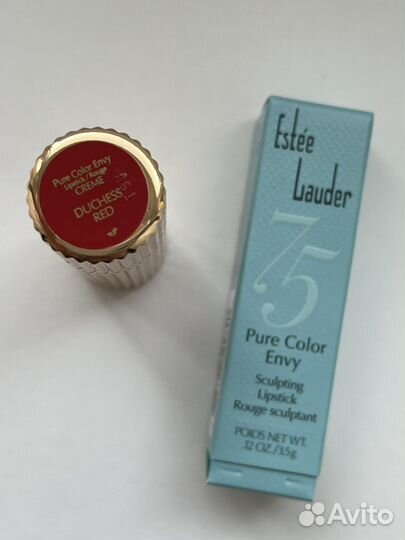 Pure Color Envy
Lipstick/Rouge
CREME
DUCHESS
RED
Estée
Lauder
75
Pure Color
Envy
Sculpting
Lipstick
Rouge sculptant
POIDS NET WT.
.12 OZ./3.5g
Avito